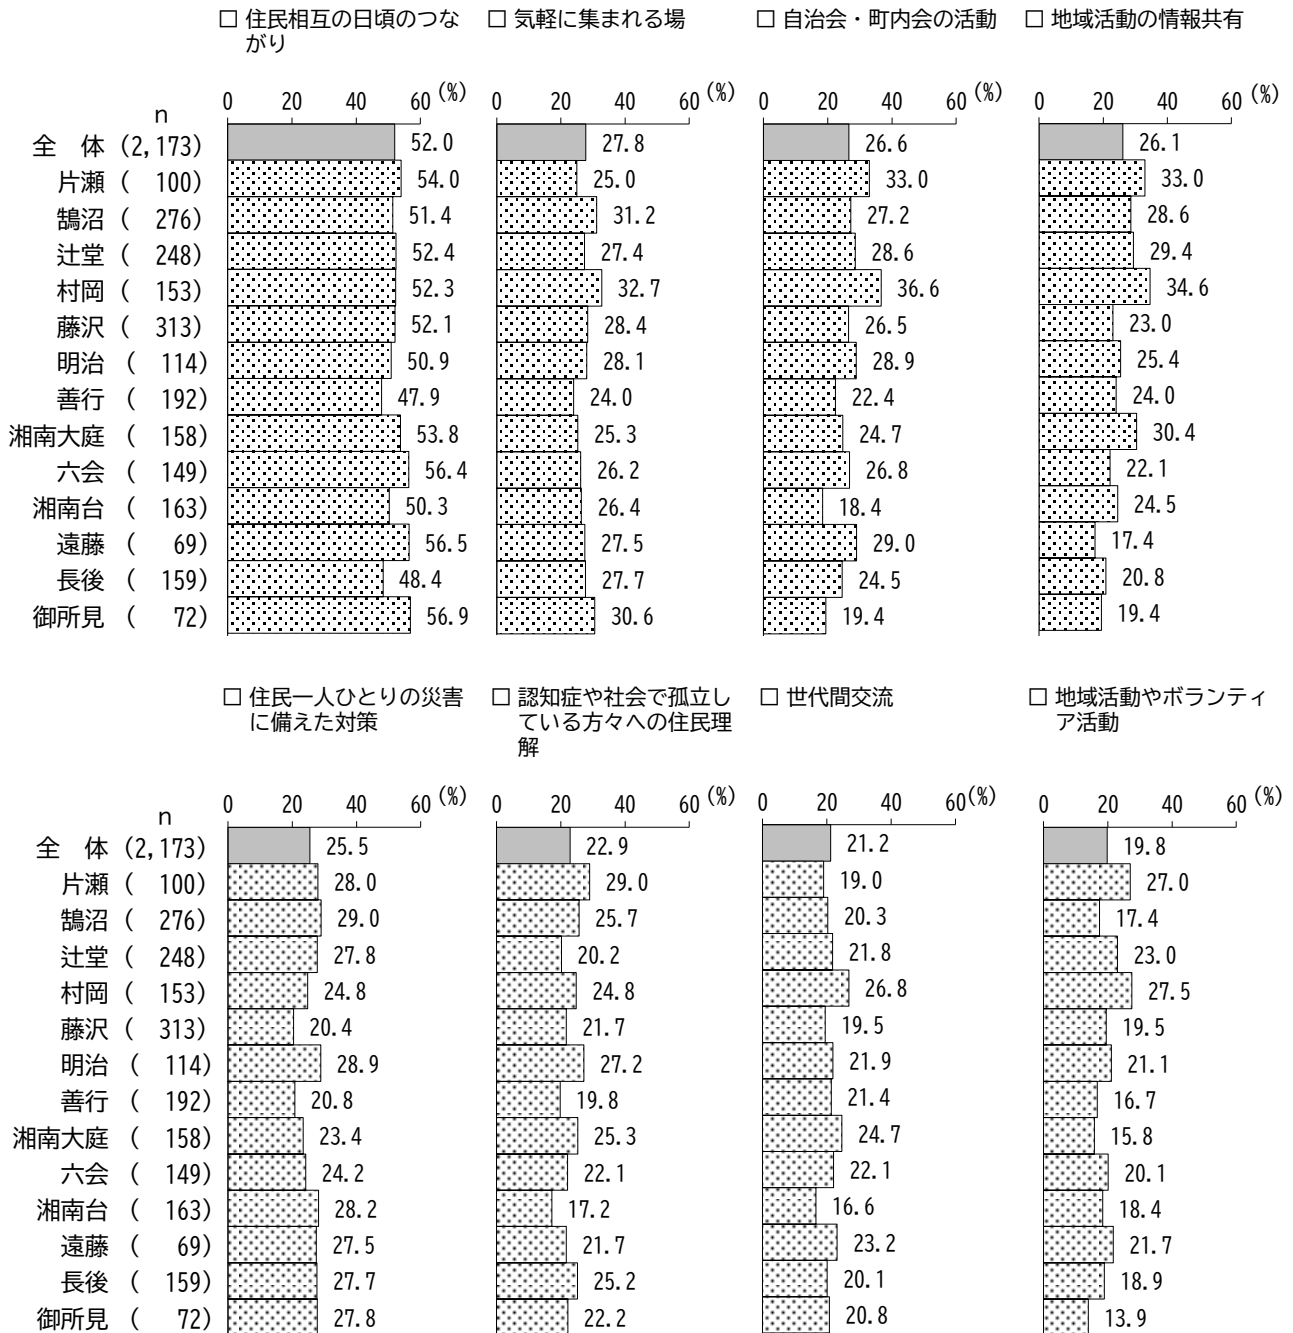 □ 住民相互の日頃のつな □ 気軽に集まれる場 □ 自治会・町内会の活動 □ 地域活動の情報共有
がり
0 20 40 60 (%) 0 20 40 60 (%) 0 20 40 60 (%) 0 20 40 60 (%)
n
全 体 (2,173) 52.0 27.8 26.6 26.1
片瀬 ( 100) 54.0 25.0 33.0 33.0
鵠沼 ( 276) 51.4 31.2 27.2 28.6
辻堂 ( 248) 52.4 27.4 28.6 29.4
村岡 ( 153) 52.3 32.7 36.6 34.6
藤沢 ( 313) 52.1 28.4 26.5 23.0
明治 ( 114) 50.9 28.1 28.9 25.4
善行 ( 192) 47.9 24.0 22.4 24.0
湘南大庭 ( 158) 53.8 25.3 24.7 30.4
六会 ( 149) 56.4 26.2 26.8 22.1
湘南台 ( 163) 50.3 26.4 18.4 24.5
遠藤 ( 69) 56.5 27.5 29.0 17.4
長後 ( 159) 48.4 27.7 24.5 20.8
御所見 ( 72) 56.9 30.6 19.4 19.4
□ 住民一人ひとりの災害 □ 認知症や社会で孤立し □ 世代間交流 □ 地域活動やボランティ
に備えた対策 ている方々への住民理 ア活動
解
0 20 40 60 (%) 0 20 40 60 (%) 0 20 40 60 (%) 0 20 40 60 (%)
n
全 体 (2,173) 25.5 22.9 21.2 19.8
片瀬 ( 100) 28.0 29.0 19.0 27.0
鵠沼 ( 276) 29.0 25.7 20.3 17.4
辻堂 ( 248) 27.8 20.2 21.8 23.0
村岡 ( 153) 24.8 24.8 26.8 27.5
藤沢 ( 313) 20.4 21.7 19.5 19.5
明治 ( 114) 28.9 27.2 21.9 21.1
善行 ( 192) 20.8 19.8 21.4 16.7
湘南大庭 ( 158) 23.4 25.3 24.7 15.8
六会 ( 149) 24.2 22.1 22.1 20.1
湘南台 ( 163) 28.2 17.2 16.6 18.4
遠藤 ( 69) 27.5 21.7 23.2 21.7
長後 ( 159) 27.7 25.2 20.1 18.9
御所見 ( 72) 27.8 22.2 20.8 13.9